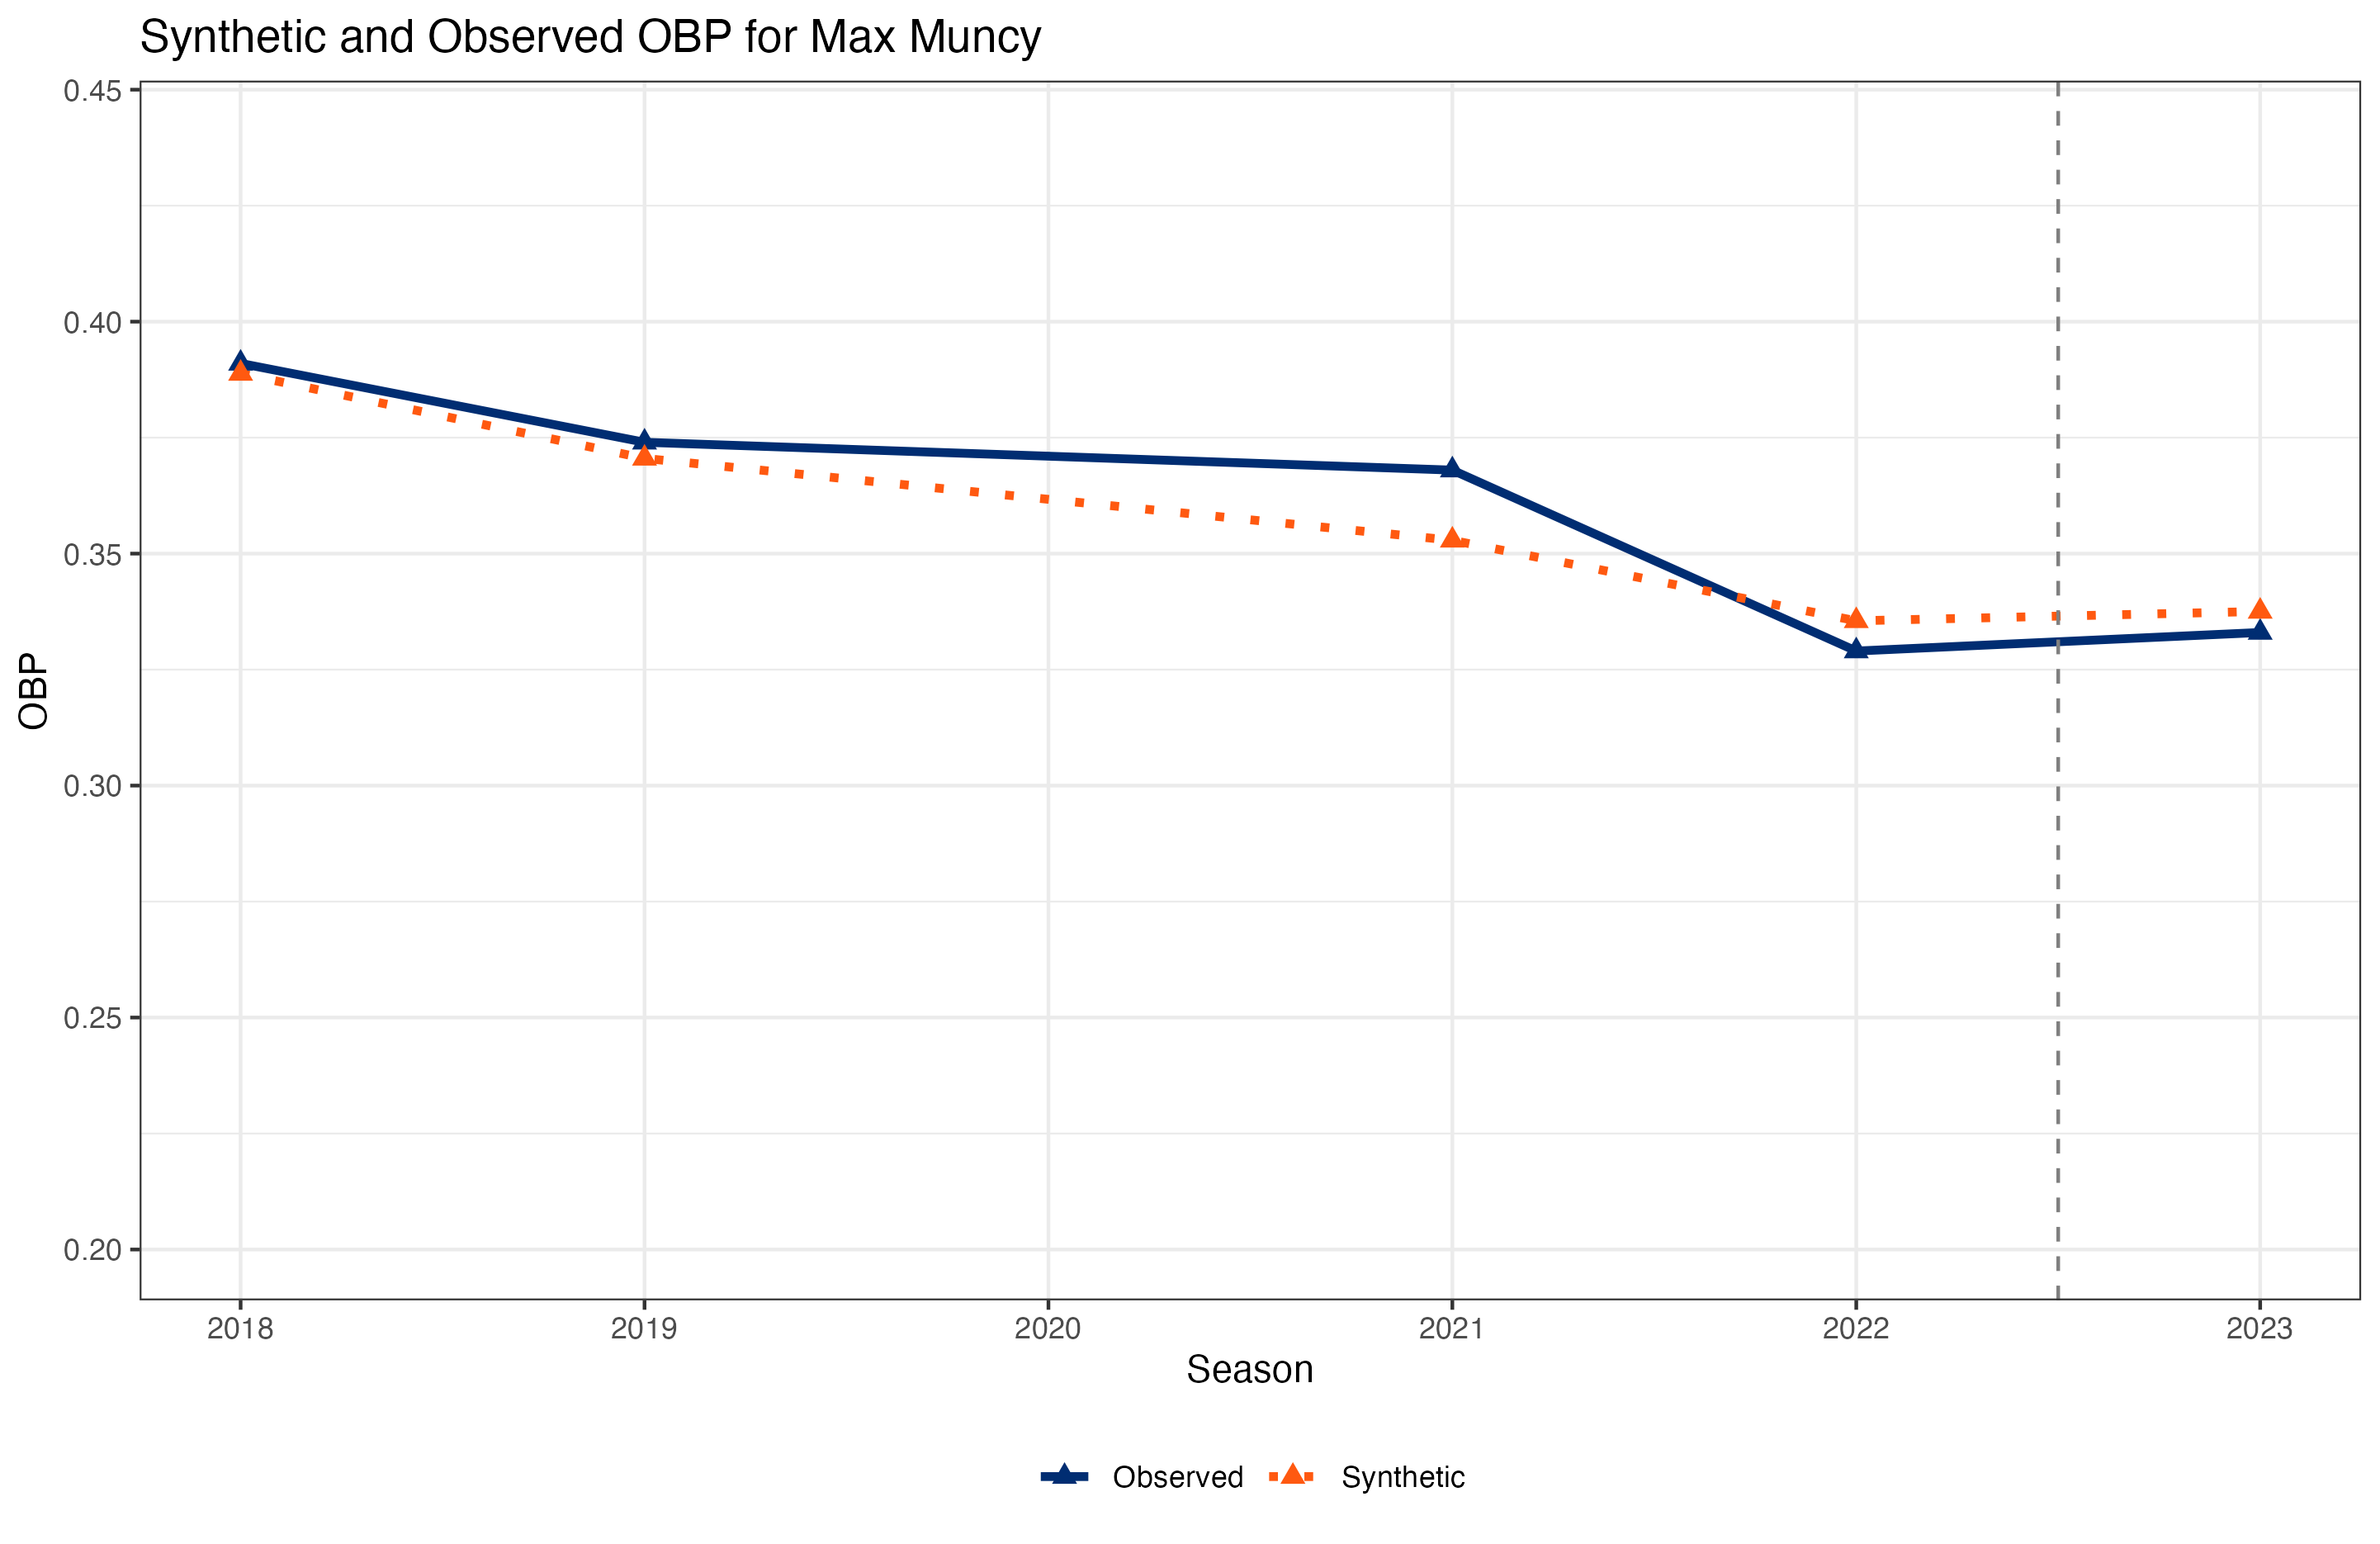 Synthetic and Observed OBP for Max Muncy
OBP
0.45
0.40
0.35
0.30
0.25
0.20
2018 2019 2020 2021 2022 2023
Season
Observed Synthetic